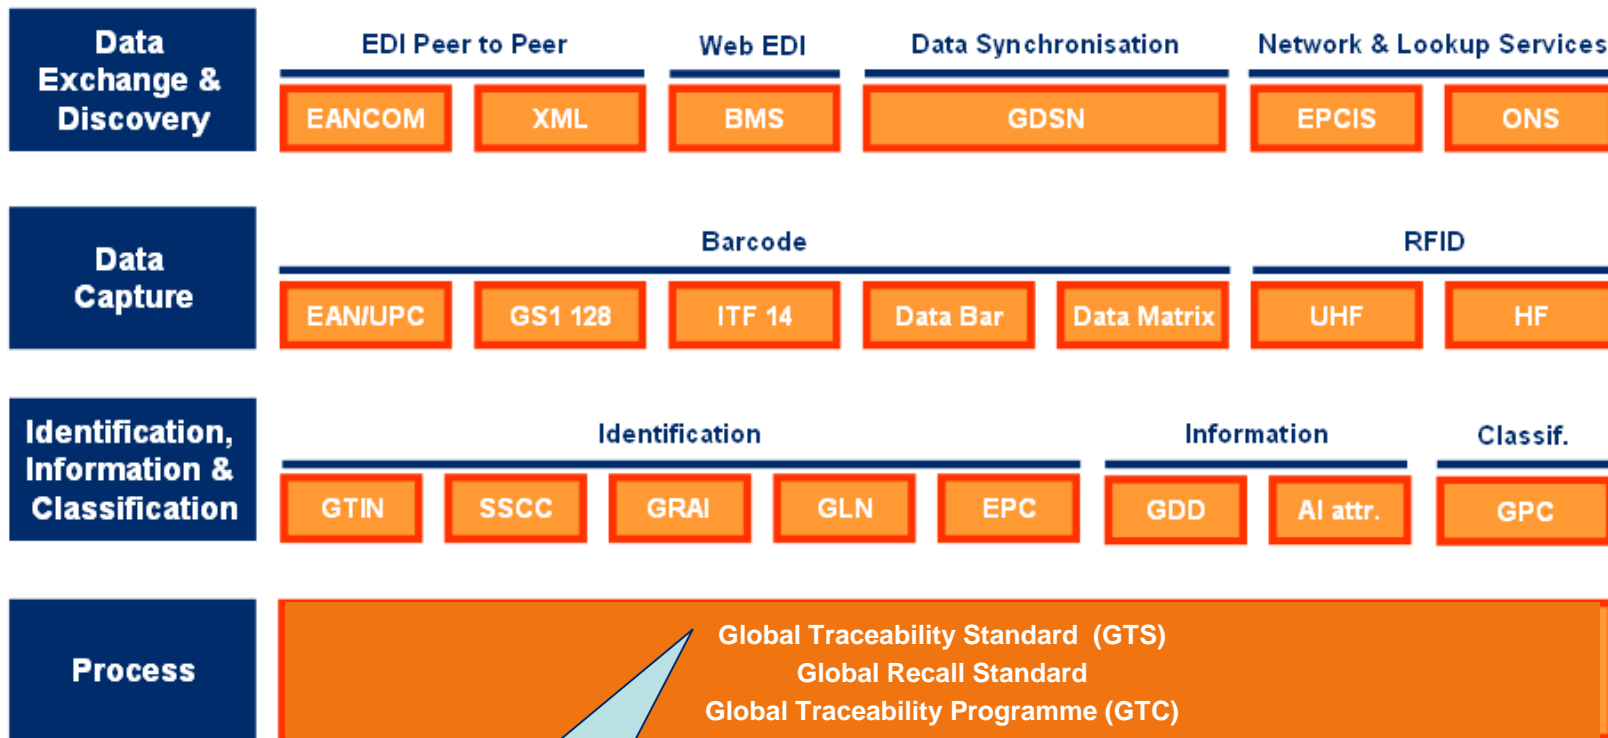 Data
Exchange &
Discovery
EDI Peer to Peer
Web EDI
Data Synchronisation
Network & Lookup Services
EANCOM
XML
BMS
GDSN
EPCIS
ONS
Data
Capture
Barcode
RFID
EAN/UPC
GS1 128
ITF 14
Data Bar
Data Matrix
UHF
HF
Identification,
Information &
Classification
Identification
Information
Classif.
GTIN
SSCC
GRAI
GLN
EPC
GDD
AI attr.
GPC
Process
Global Traceability Standard (GTS)
Global Recall Standard
Global Traceability Programme (GTC)